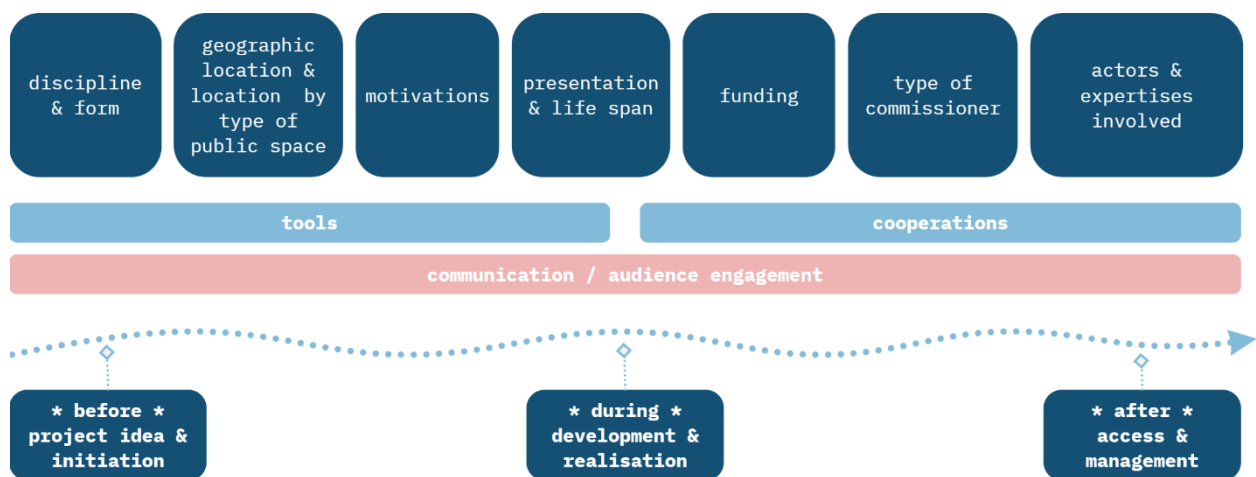 discipline
& form
geographic
location &
location by
type of
public space
motivations
presentation
& life span
funding
type of
commissioner
actors &
expertises
involved
tools
cooperations
communication / audience engagement
* before *
project idea &
initiation
* during *
development &
realisation
* after *
access &
management